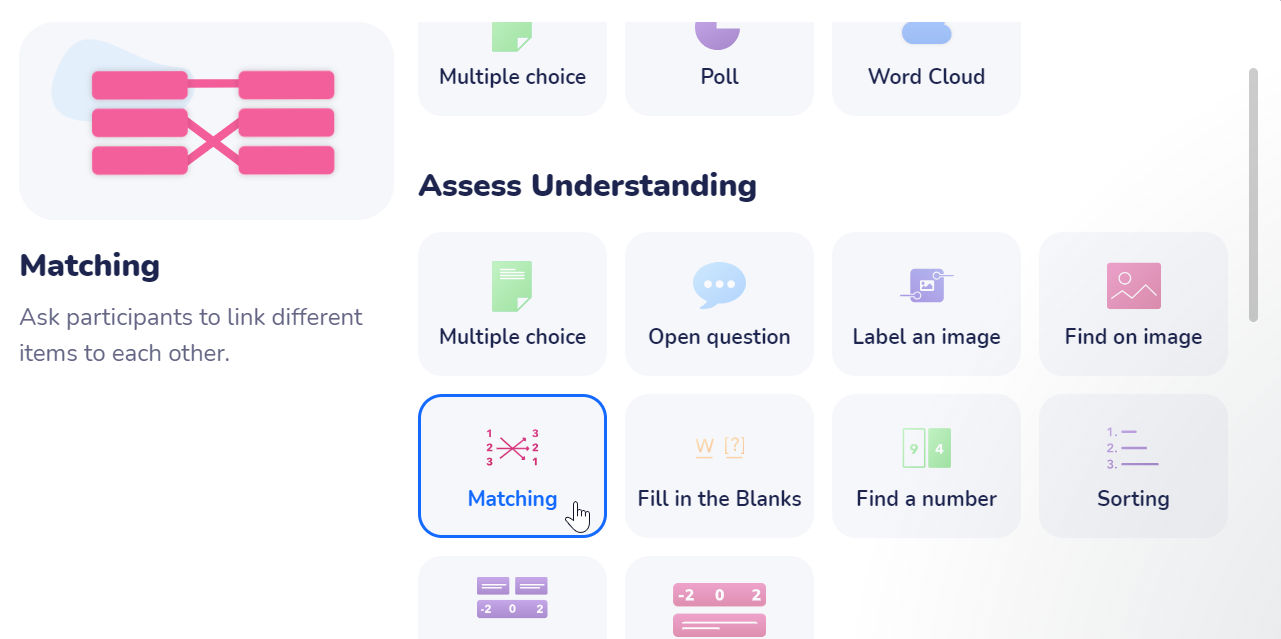 Multiple choice
Poll
Word Cloud
Assess Understanding
Matching
Ask participants to link different
items to each other.
Multiple choice
Open question
Label an image
Find on image
1 3
2 2
3 1
Matching
W [?]
Fill in the Blanks
9 4
Find a number
1.
2.
3.
Sorting
-2 0 2
-2 0 2